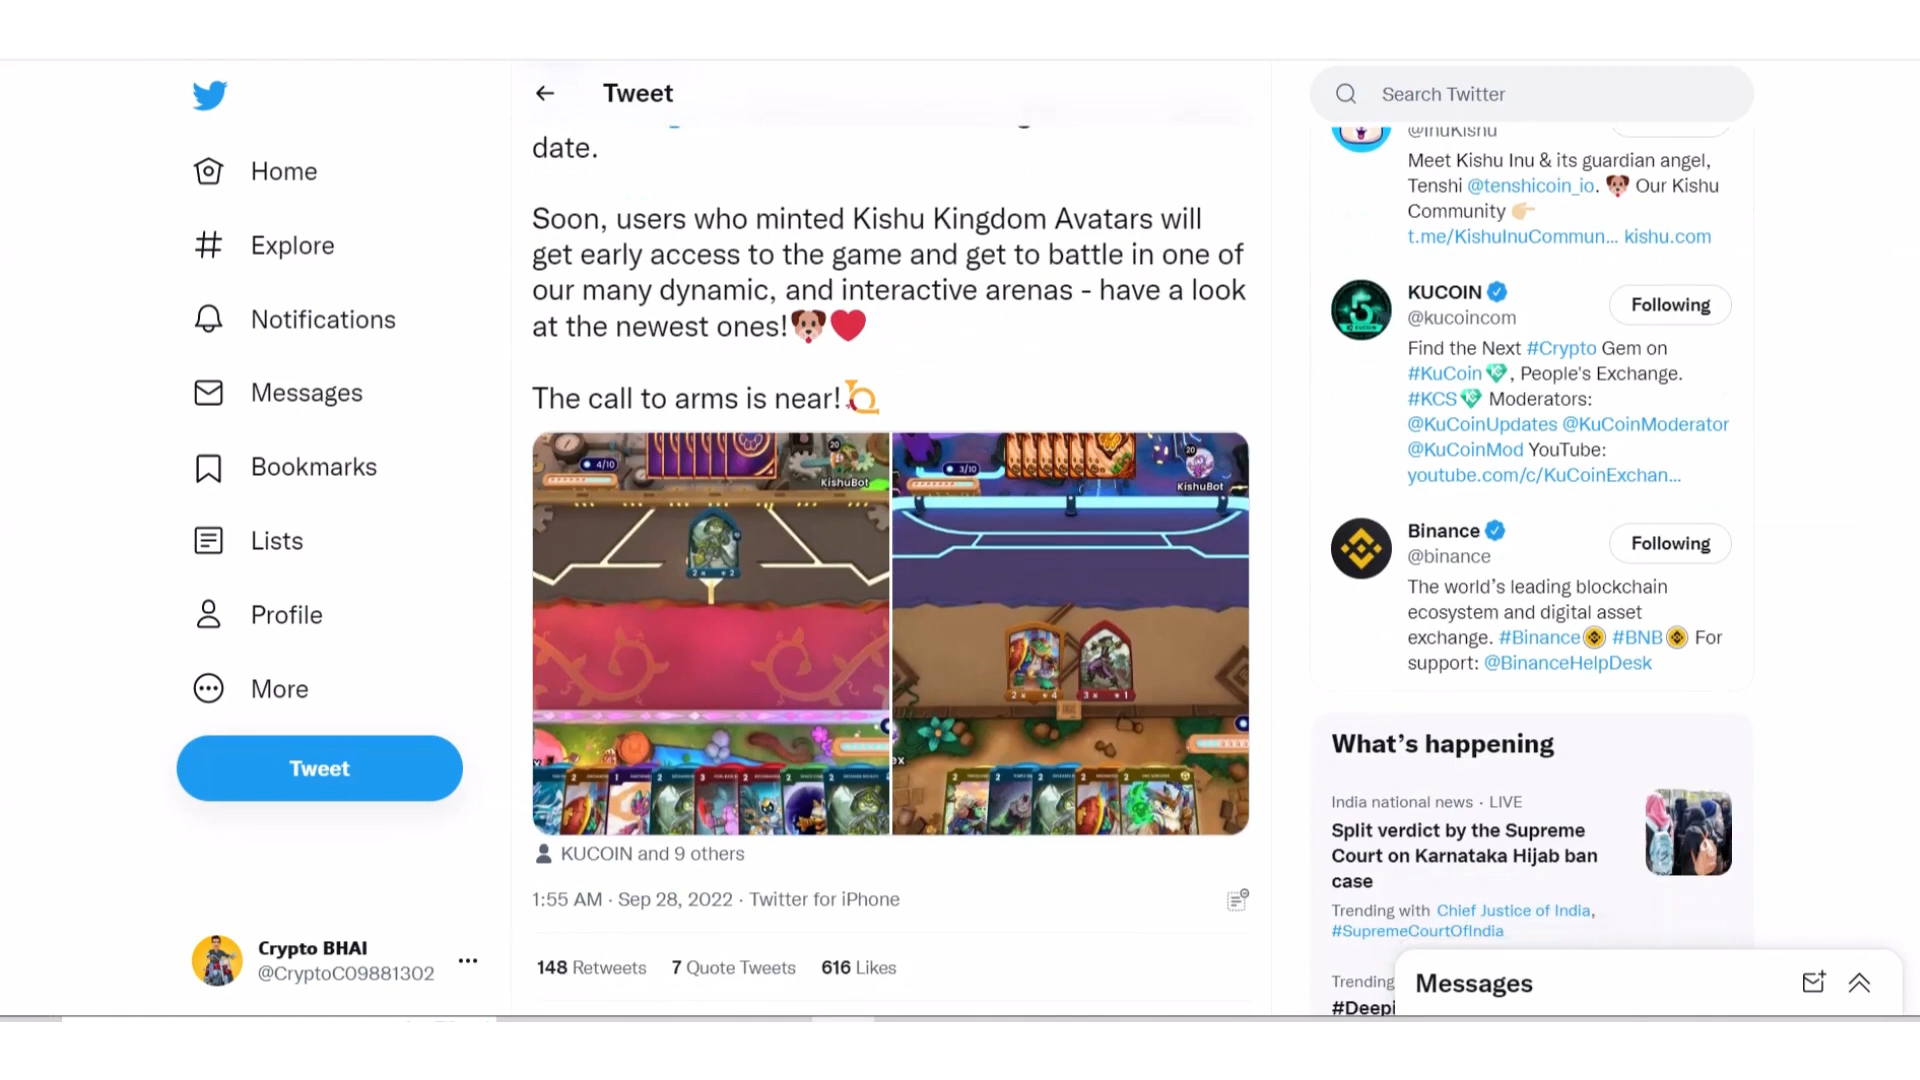 Tweet
Search Twitter
date.
Soon, users who minted Kishu Kingdom Avatars will
get early access to the game and get to battle in one of
our many dynamic, and interactive arenas - have a look
at the newest ones!🐶❤️
The call to arms is near!📯
4/10
20
KishuBot
3/10
20
KishuBot
KUCOIN and 9 others
1:55 AM · Sep 28, 2022 · Twitter for iPhone
148 Retweets 7 Quote Tweets 616 Likes
Home
Explore
Notifications
Messages
Bookmarks
Lists
Profile
More
Tweet
Crypto BHAI
@CryptoC09881302
@InuKishu
Meet Kishu Inu & its guardian angel,
Tenshi @tenshicoin_io. 🐶 Our Kishu
Community 👉🏼
t.me/KishuInuCommun... kishu.com
KUCOIN
@kucoincom
Following
Find the Next #Crypto Gem on
#KuCoin, People's Exchange.
#KCS Moderators:
@KuCoinUpdates @KuCoinModerator
@KuCoinMod YouTube:
youtube.com/c/KuCoinExchan...
Binance
@binance
Following
The world’s leading blockchain
ecosystem and digital asset
exchange. #Binance #BNB For
support: @BinanceHelpDesk
What’s happening
India national news · LIVE
Split verdict by the Supreme
Court on Karnataka Hijab ban
case
Trending with Chief Justice of India,
#SupremeCourtOfIndia
Trending
#Deepi
Messages